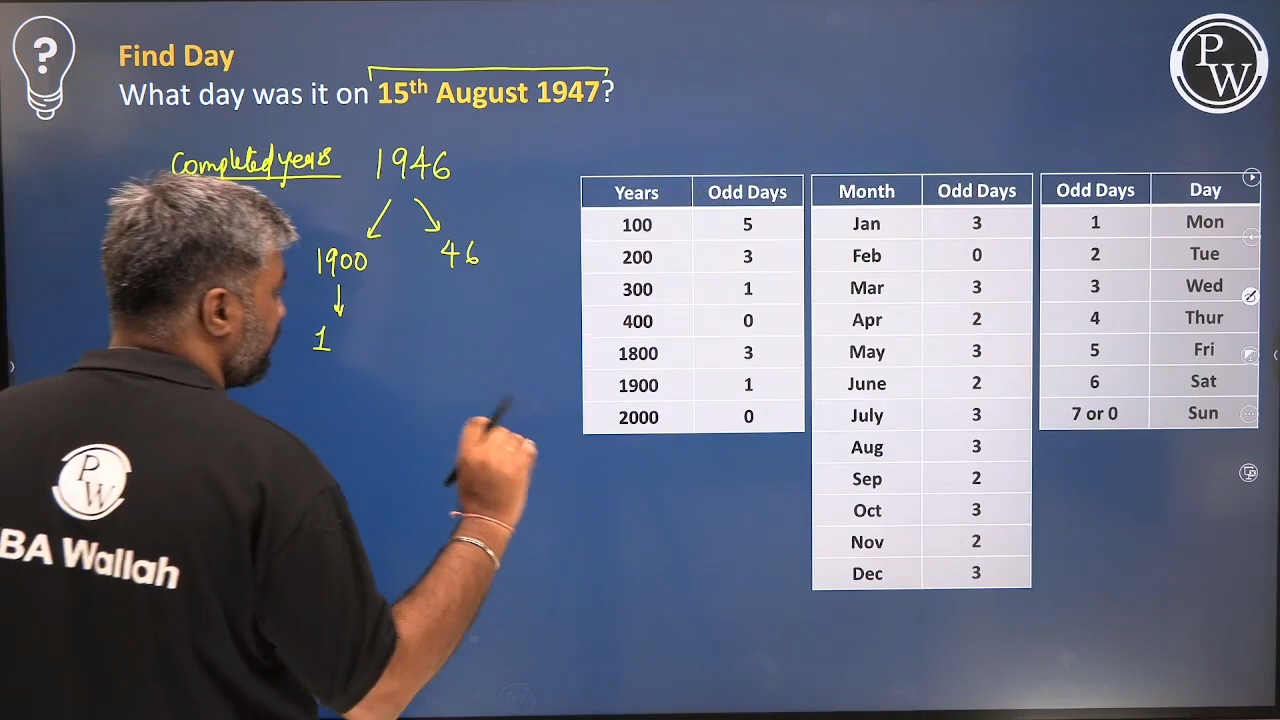 ?
Find Day
What day was it on 15th August 1947?
P
W
Completed years 1946
1900 46
1
Years Odd Days
100 5
200 3
300 1
400 0
1800 3
1900 1
2000 0
Month Odd Days
Jan 3
Feb 0
Mar 3
Apr 2
May 3
June 2
July 3
Aug 3
Sep 2
Oct 3
Nov 2
Dec 3
Odd Days Day
1 Mon
2 Tue
3 Wed
4 Thur
5 Fri
6 Sat
7 or 0 Sun
P
W
BA Wallah